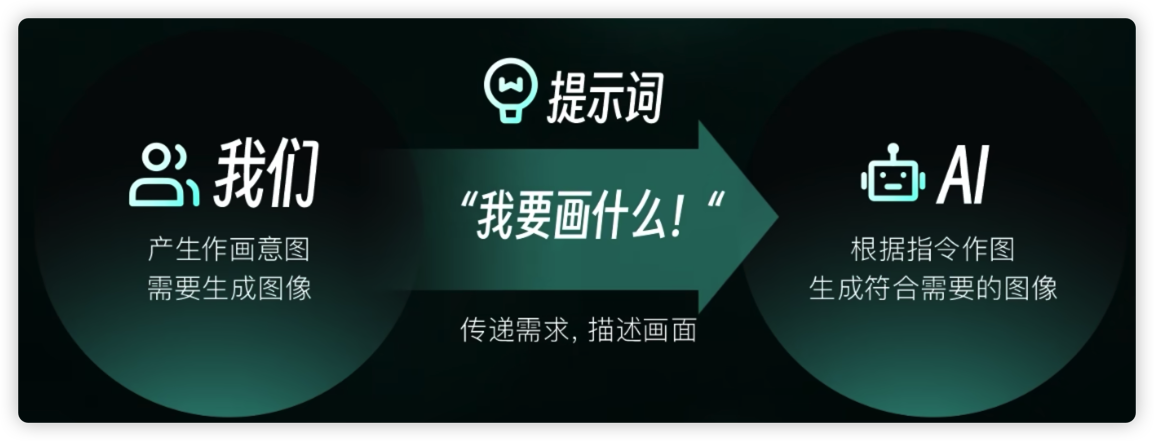 我们
产生作画意图
需要生成图像
提示词
“我要画什么！“
传递需求, 描述画面
AI
根据指令作图
生成符合需要的图像